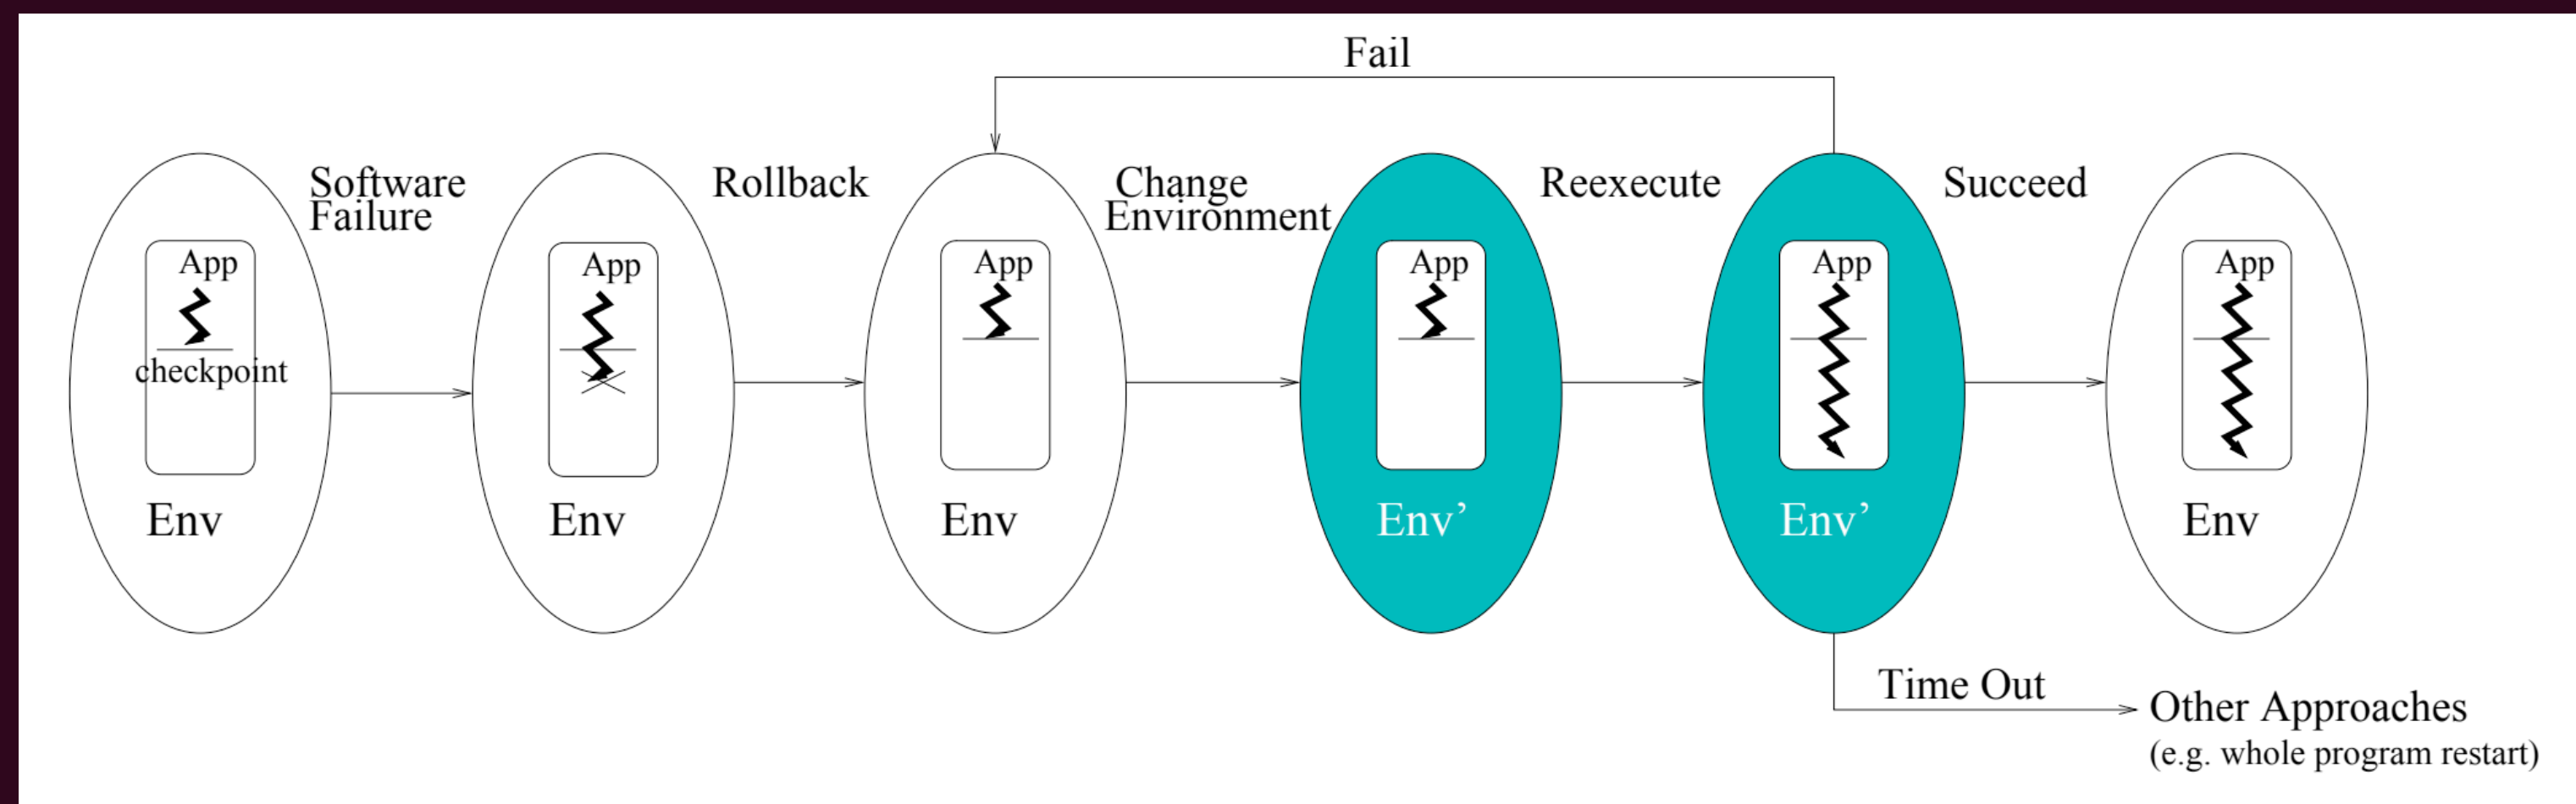 Fail
Software
Failure
Rollback
Change
Environment
Reexecute
Succeed
App
checkpoint
Env
App
Env
App
Env
App
Env’
App
Env’
App
Env
Time Out
Other Approaches
(e.g. whole program restart)